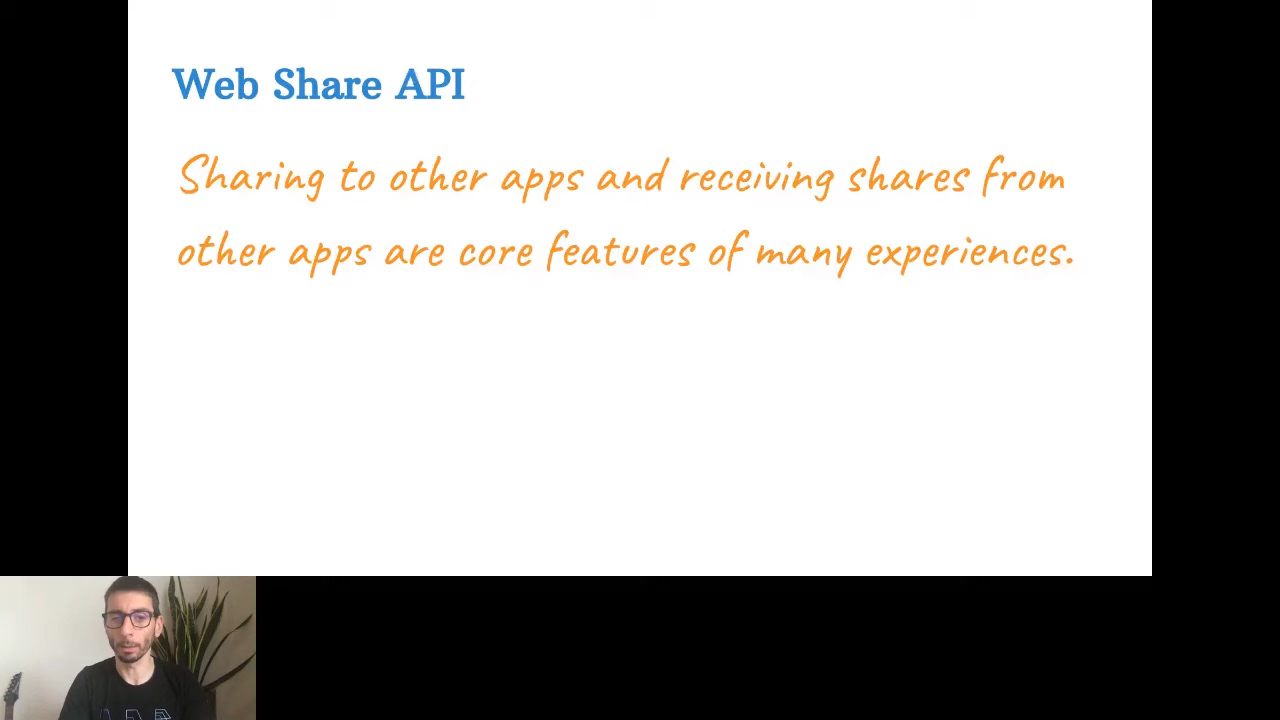 Web Share API
Sharing to other apps and receiving shares from
other apps are core features of many experiences.